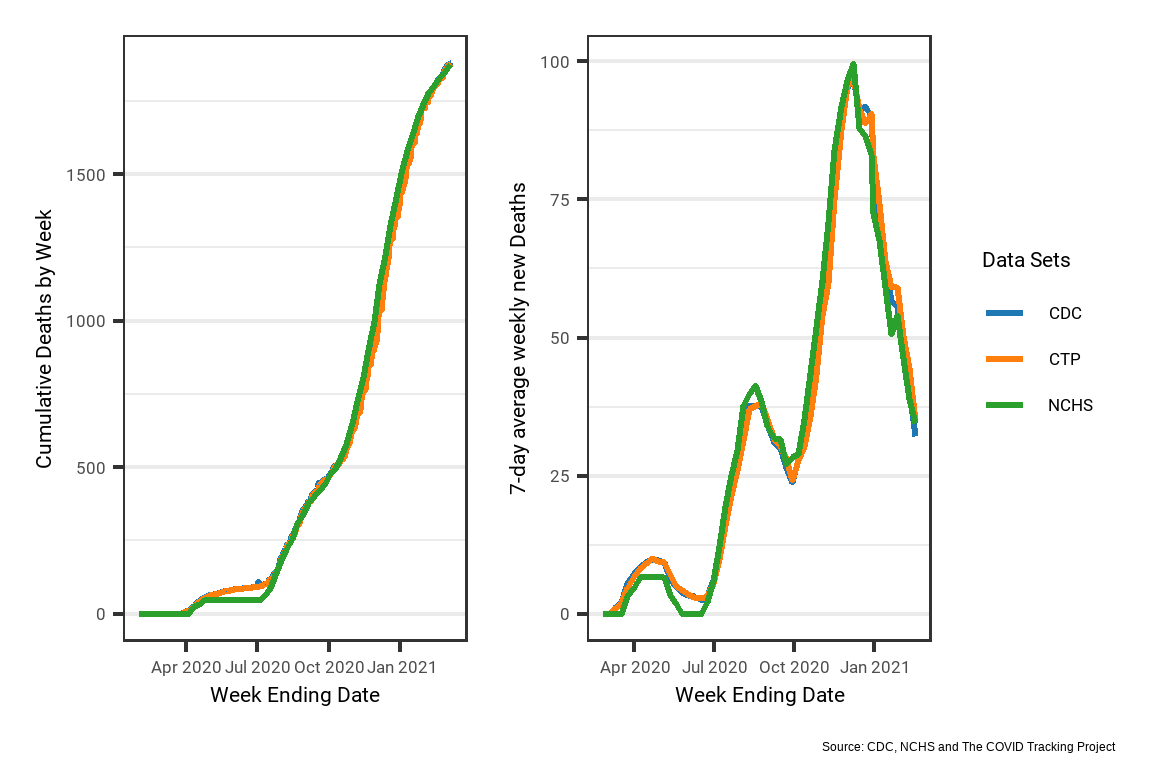 Cumulative Deaths by Week
1500
1000
500
0
Apr 2020 Jul 2020 Oct 2020 Jan 2021
Week Ending Date
7-day average weekly new Deaths
100
75
50
25
0
Apr 2020 Jul 2020 Oct 2020 Jan 2021
Week Ending Date
Data Sets
CDC
CTP
NCHS
Source: CDC, NCHS and The COVID Tracking Project